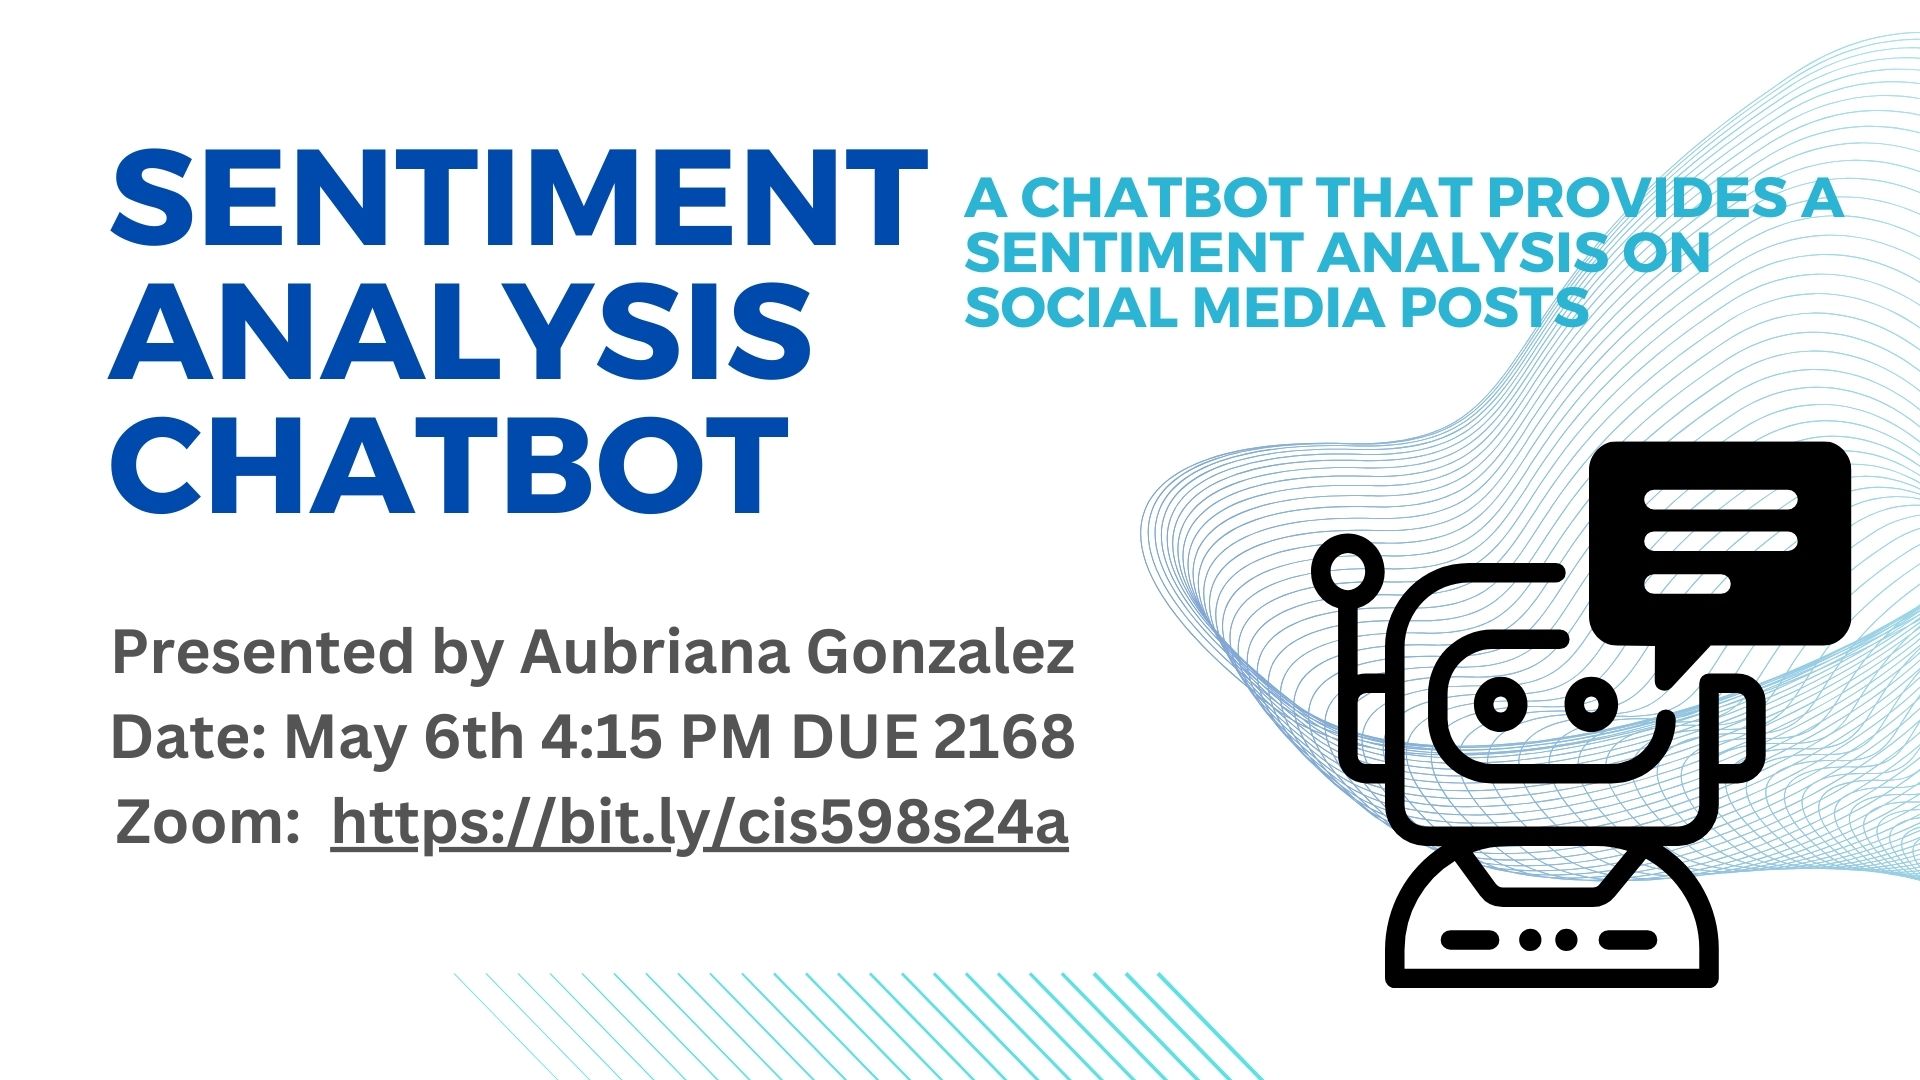 SENTIMENT
ANALYSIS
CHATBOT
A CHATBOT THAT PROVIDES A
SENTIMENT ANALYSIS ON
SOCIAL MEDIA POSTS
Presented by Aubriana Gonzalez
Date: May 6th 4:15 PM DUE 2168
Zoom: https://bit.ly/cis598s24a